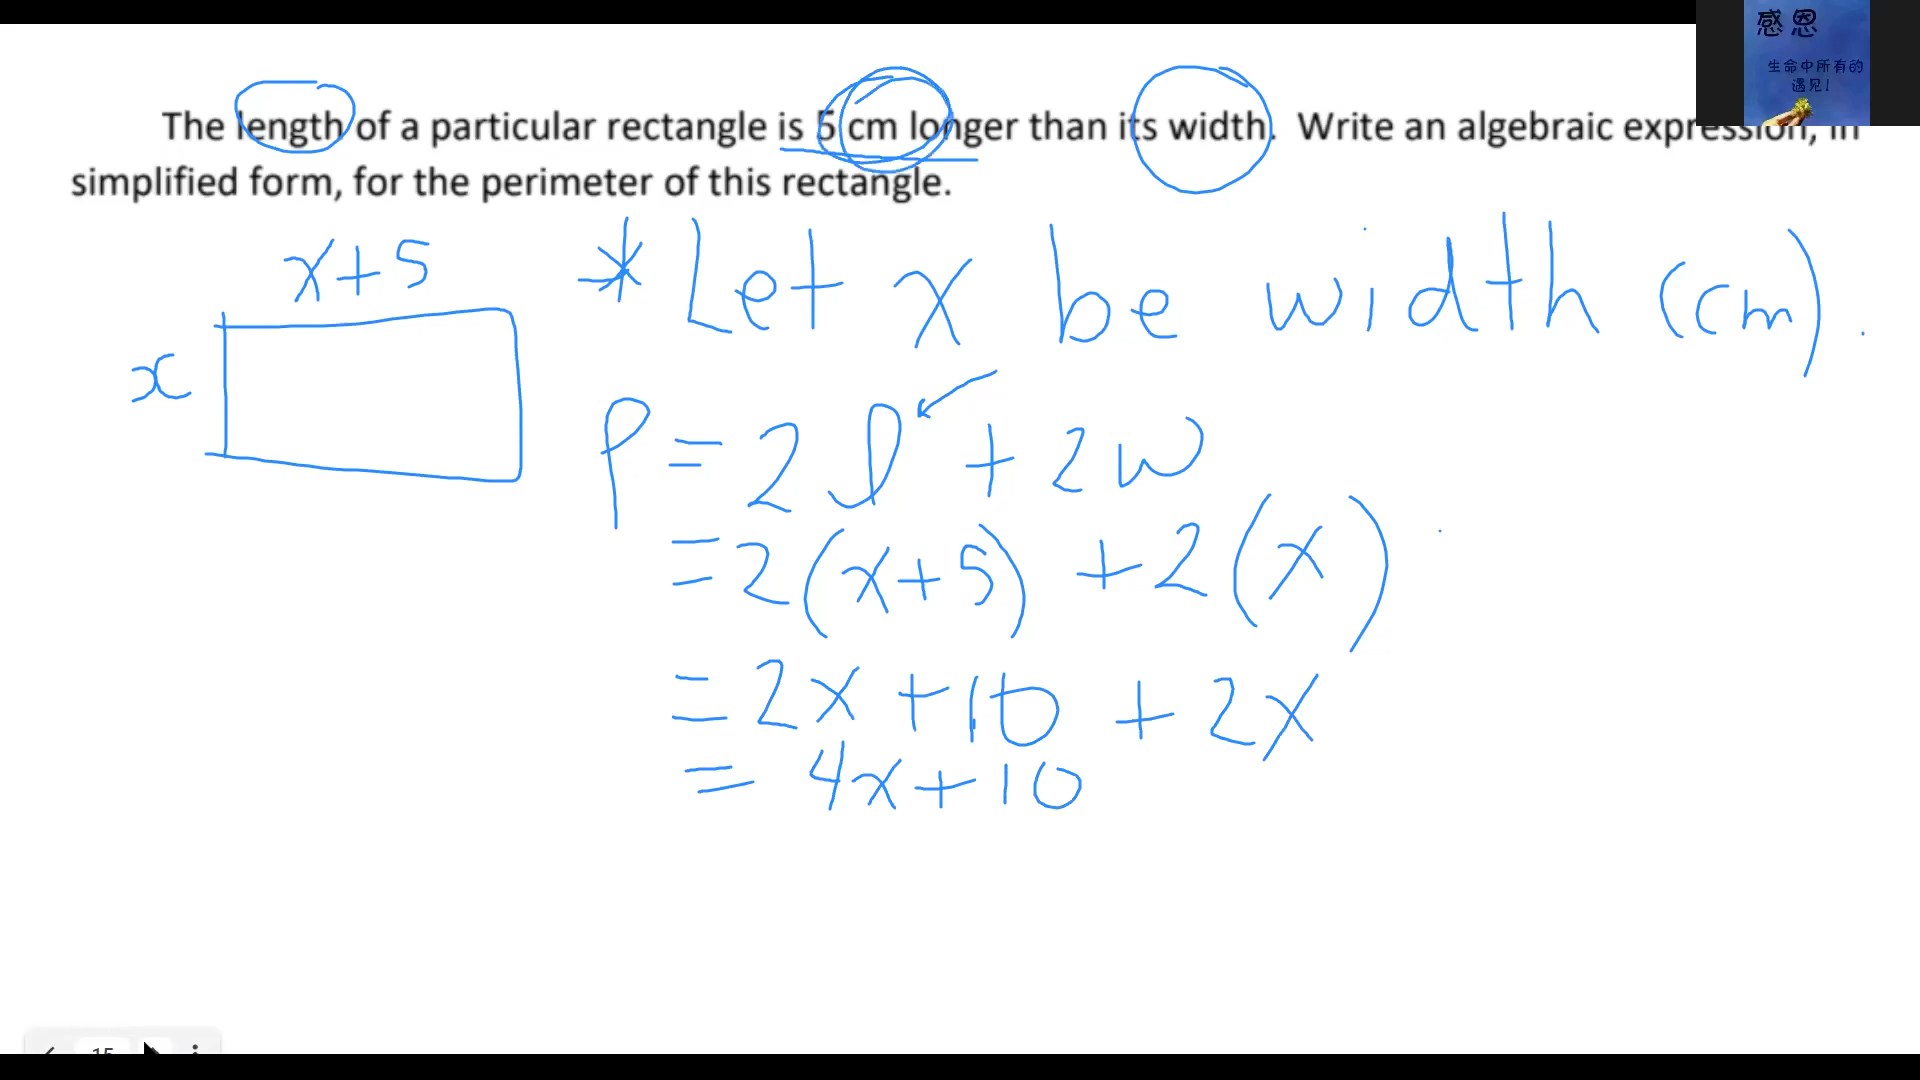 感恩
生命中所有的
遇见!
The length of a particular rectangle is 5 cm longer than its width. Write an algebraic expression, in
simplified form, for the perimeter of this rectangle.
x+5
x
*Let x be width (cm).
P = 2l + 2w
= 2(x+5) + 2(x)
= 2x + 10 + 2x
= 4x + 10
15